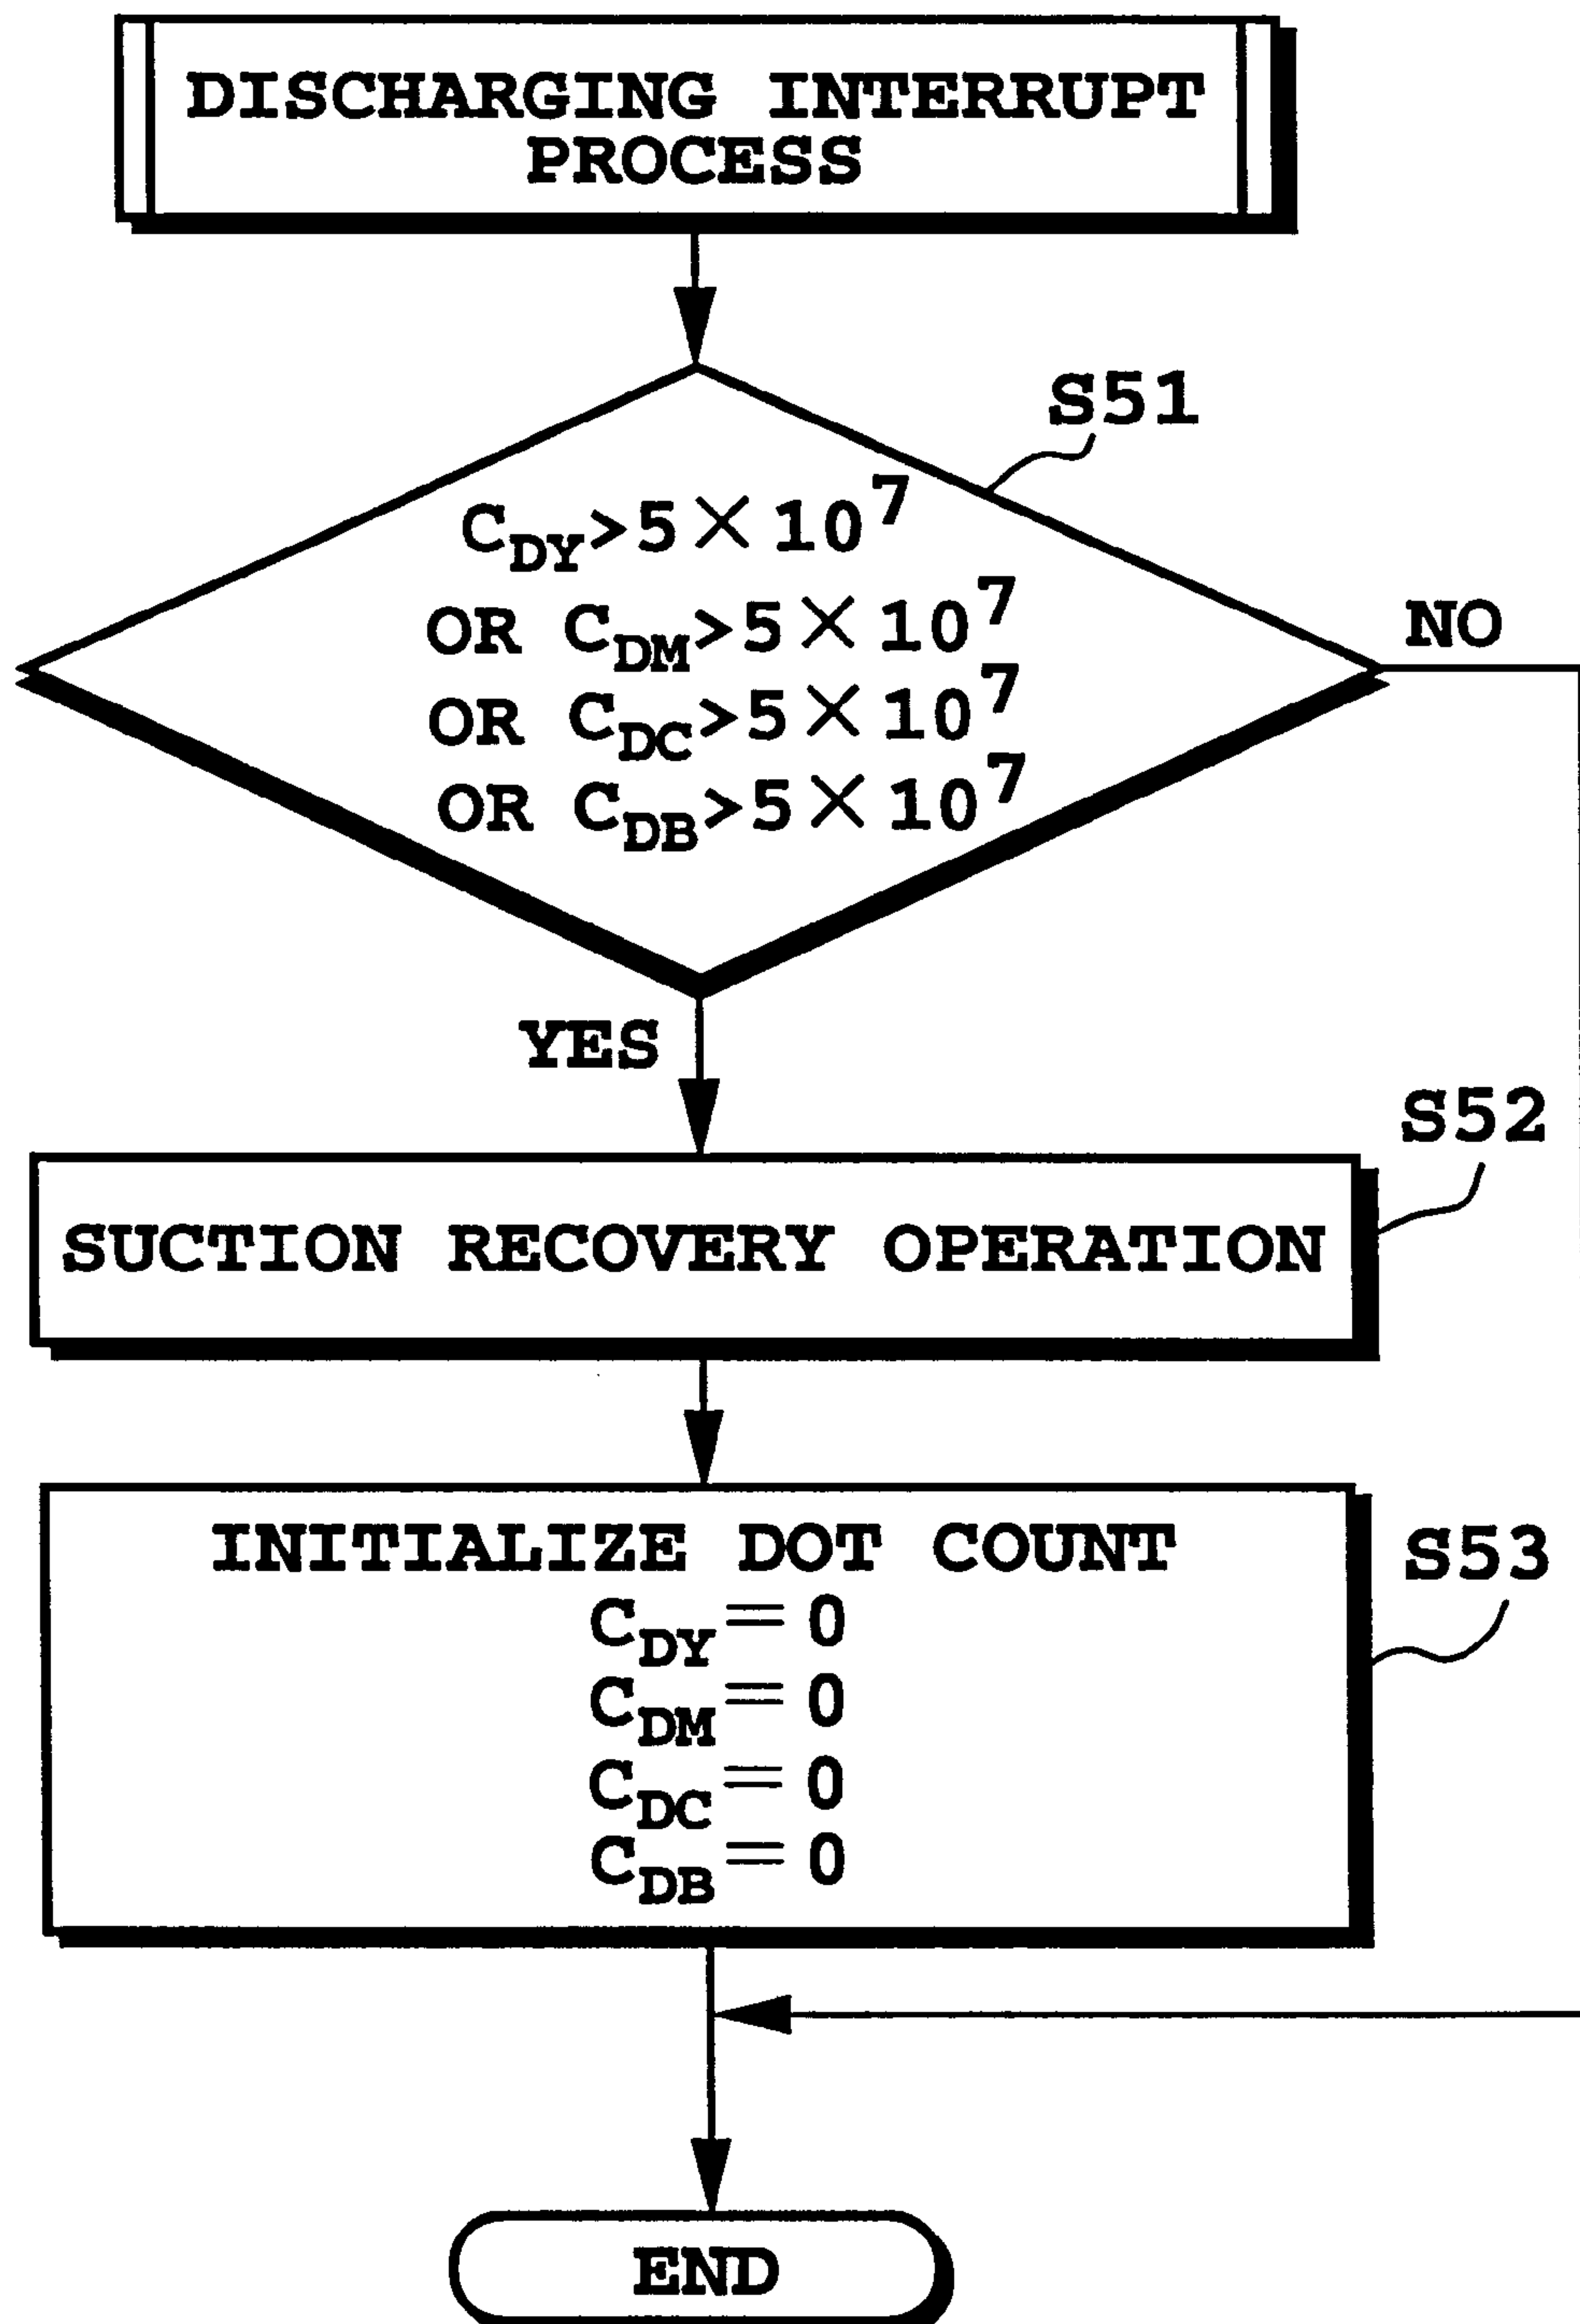 DISCHARGING INTERRUPT
PROCESS
S51
C_DY>5×10^7
OR C_DM>5×10^7
OR C_DC>5×10^7
OR C_DB>5×10^7
NO
YES
S52
SUCTION RECOVERY OPERATION
S53
INITIALIZE DOT COUNT
C_DY=0
C_DM=0
C_DC=0
C_DB=0
END